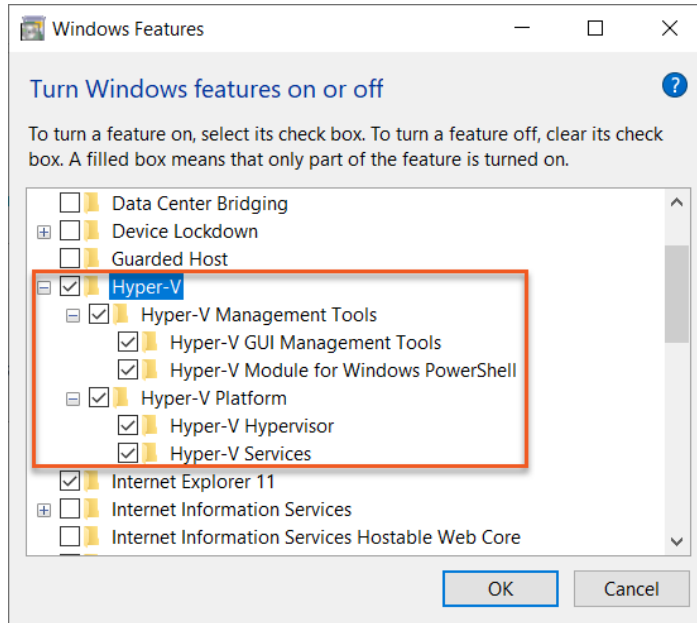 Windows Features
Turn Windows features on or off
?
To turn a feature on, select its check box. To turn a feature off, clear its check
box. A filled box means that only part of the feature is turned on.
Data Center Bridging
Device Lockdown
Guarded Host
Hyper-V
Hyper-V Management Tools
Hyper-V GUI Management Tools
Hyper-V Module for Windows PowerShell
Hyper-V Platform
Hyper-V Hypervisor
Hyper-V Services
Internet Explorer 11
Internet Information Services
Internet Information Services Hostable Web Core
OK
Cancel